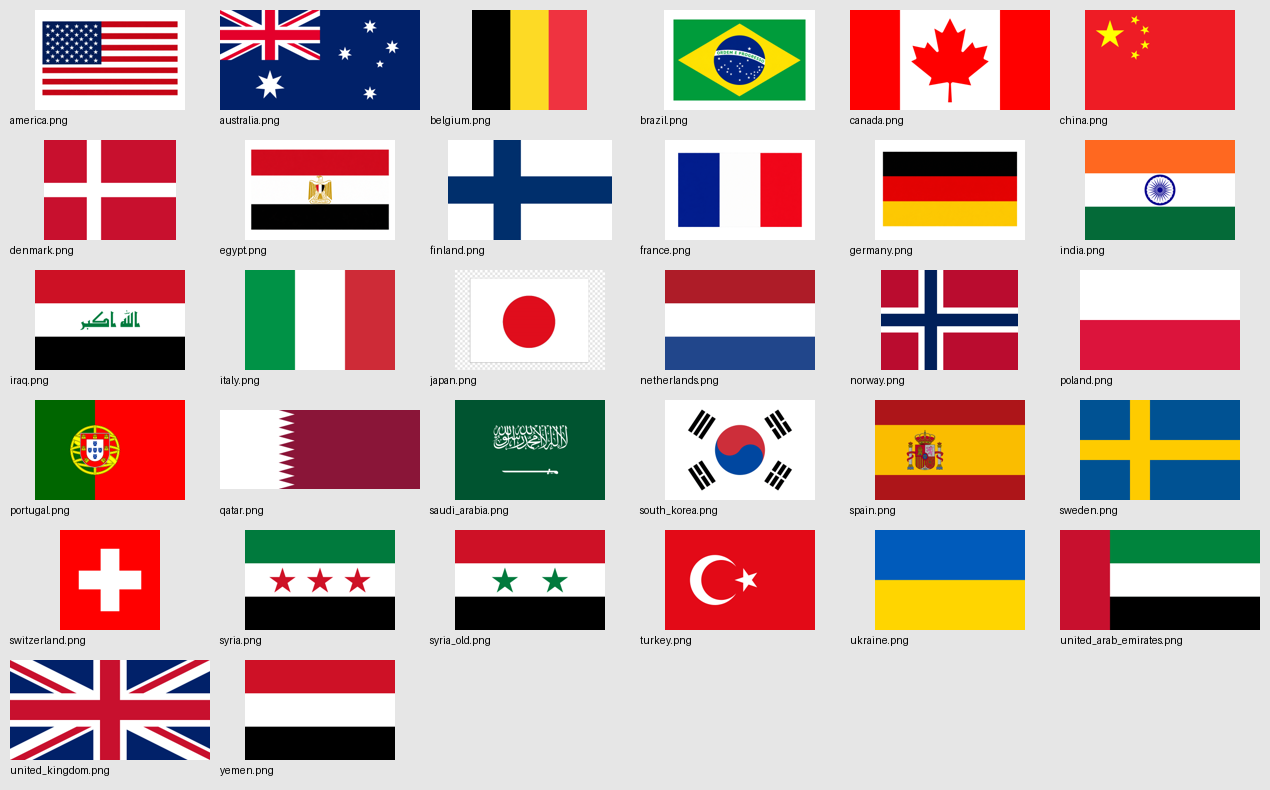 america.png
australia.png
belgium.png
brazil.png
canada.png
china.png
denmark.png
egypt.png
finland.png
france.png
germany.png
india.png
الله اكبر
iraq.png
italy.png
japan.png
netherlands.png
norway.png
poland.png
portugal.png
qatar.png
saudi_arabia.png
south_korea.png
spain.png
sweden.png
switzerland.png
syria.png
syria_old.png
turkey.png
ukraine.png
united_arab_emirates.png
united_kingdom.png
yemen.png